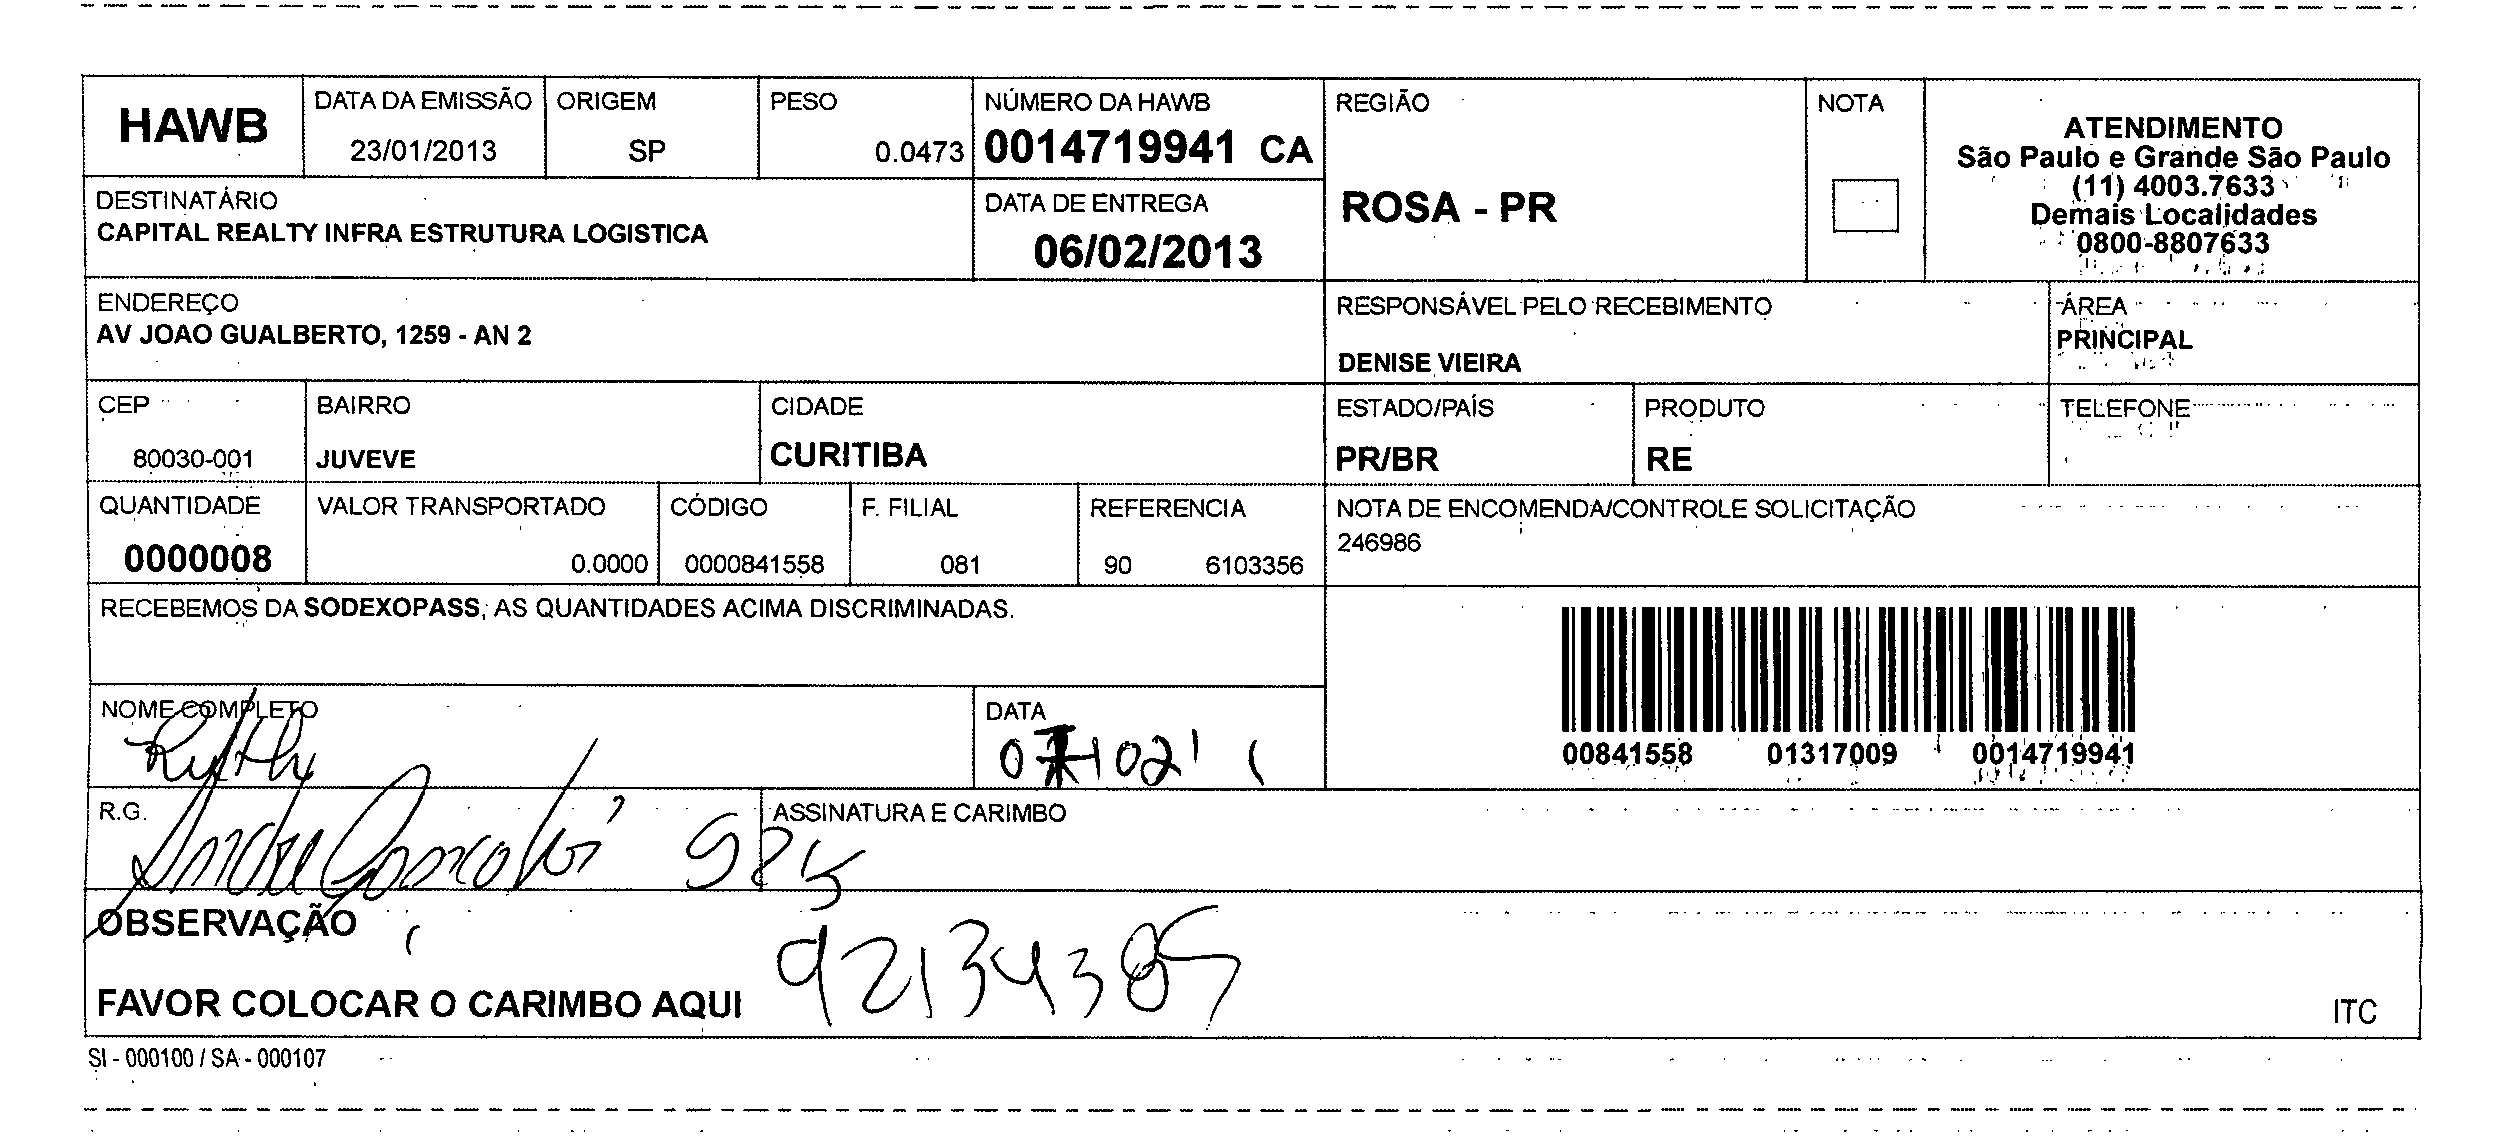 HAWB
DATA DA EMISSÃO
23/01/2013
ORIGEM
SP
PESO
0.0473
NÚMERO DA HAWB
0014719941 CA
REGIÃO
ROSA - PR
NOTA
ATENDIMENTO
São Paulo e Grande São Paulo
(11) 4003.7633
Demais Localidades
0800-8807633
DESTINATÁRIO
CAPITAL REALTY INFRA ESTRUTURA LOGISTICA
DATA DE ENTREGA
06/02/2013
ENDEREÇO
AV JOAO GUALBERTO, 1259 - AN 2
RESPONSÁVEL PELO RECEBIMENTO
DENISE VIEIRA
ÁREA
PRINCIPAL
CEP
80030-001
BAIRRO
JUVEVE
CIDADE
CURITIBA
ESTADO/PAÍS
PR/BR
PRODUTO
RE
TELEFONE
QUANTIDADE
0000008
VALOR TRANSPORTADO
0.0000
CÓDIGO
0000841558
F. FILIAL
081
REFERENCIA
90 6103356
NOTA DE ENCOMENDA/CONTROLE SOLICITAÇÃO
246986
RECEBEMOS DA SODEXOPASS, AS QUANTIDADES ACIMA DISCRIMINADAS.
00841558 01317009 0014719941
NOME COMPLETO
DATA
R.G.
ASSINATURA E CARIMBO
OBSERVAÇÃO
92134385
FAVOR COLOCAR O CARIMBO AQUI
ITC
SI - 000100 / SA - 000107